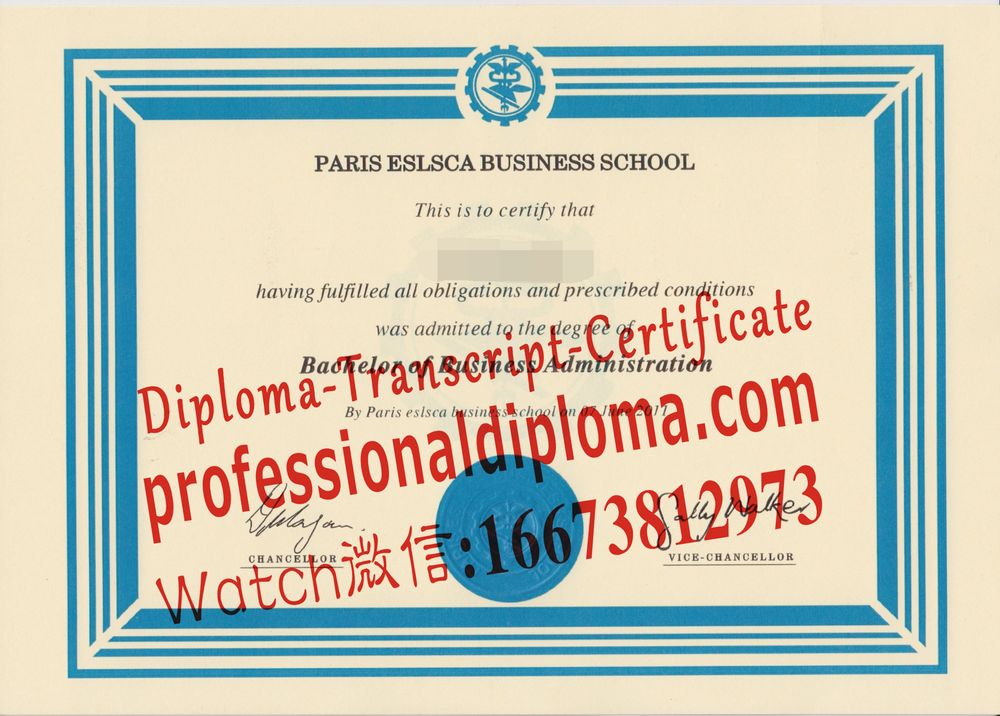 PARIS ESLSCA BUSINESS SCHOOL
This is to certify that
having fulfilled all obligations and prescribed conditions
was admitted to the degree of
Bachelor of Business Administration
By Paris eslsca business school on 07 June 2011
Diploma-Transcript-Certificate
professionaldiploma.com
Watch微信:16673812973
Sally Walker
CHANCELLOR
VICE-CHANCELLOR